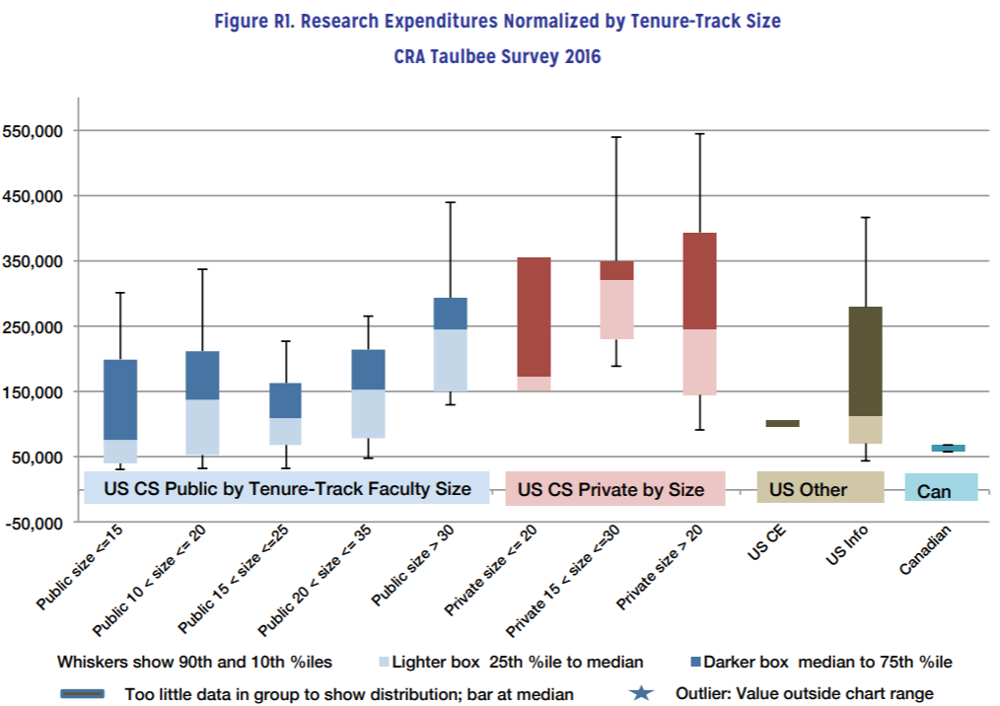 Figure R1. Research Expenditures Normalized by Tenure-Track Size
CRA Taulbee Survey 2016
550,000
450,000
350,000
250,000
150,000
50,000
-50,000
US CS Public by Tenure-Track Faculty Size
US CS Private by Size
US Other
Can
Public size <=15
Public 10 < size <= 20
Public 15 < size <=25
Public 20 < size <= 35
Public size > 30
Private size <= 20
Private 15 < size <=30
Private size > 20
US CE
US Info
Canadian
Whiskers show 90th and 10th %iles
Lighter box 25th %ile to median
Darker box median to 75th %ile
Too little data in group to show distribution; bar at median
Outlier: Value outside chart range